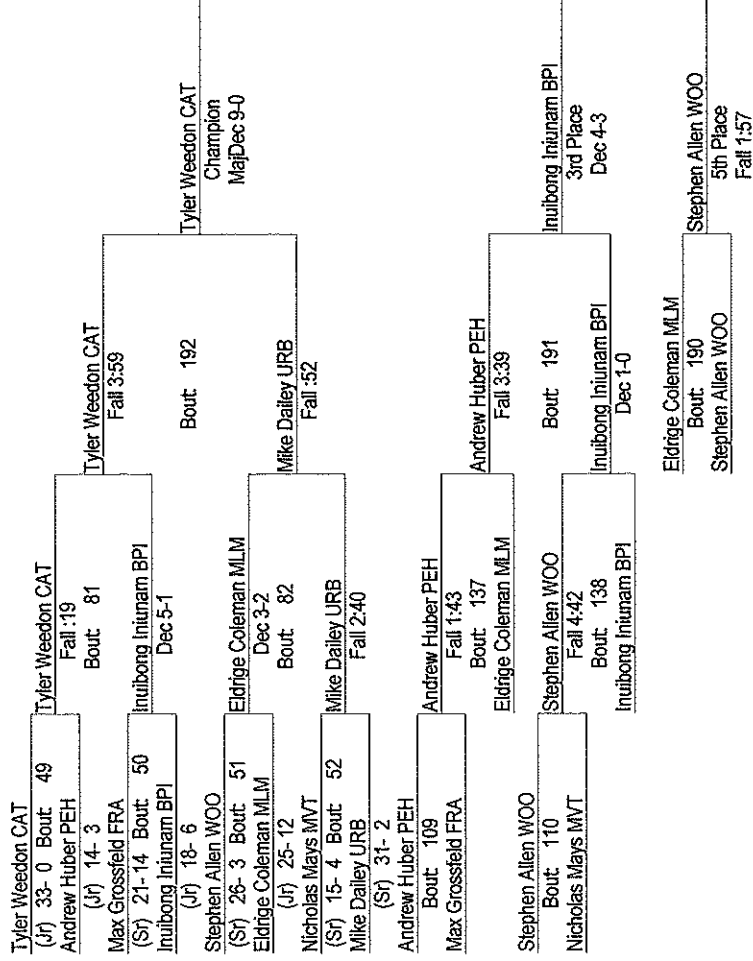 Tyler Weedon CAT
(Jr) 33- 0 Bout: 49
Andrew Huber PEH
(Jr) 14- 3
Max Grossfeld FRA
(Sr) 21- 14 Bout: 50
Inuibong Iniunam BPI
(Jr) 18- 6
Stephen Allen WOO
(Sr) 26- 3 Bout: 51
Eldrige Coleman MLM
(Jr) 25- 12
Nicholas Mays MVT
(Sr) 15- 4 Bout: 52
Mike Dailey URB
(Sr) 31- 2
Andrew Huber PEH
Bout: 109
Max Grossfeld FRA
Stephen Allen WOO
Bout: 110
Nicholas Mays MVT
Tyler Weedon CAT
Fall :19
Bout: 81
Inuibong Iniunam BPI
Dec 5-1
Eldrige Coleman MLM
Dec 3-2
Bout: 82
Mike Dailey URB
Fall 2:40
Andrew Huber PEH
Fall 1:43
Bout: 137
Eldrige Coleman MLM
Stephen Allen WOO
Fall 4:42
Bout: 138
Inuibong Iniunam BPI
Tyler Weedon CAT
Fall 3:59
Bout: 192
Mike Dailey URB
Fall :52
Andrew Huber PEH
Fall 3:39
Bout: 191
Inuibong Iniunam BPI
Dec 1-0
Eldrige Coleman MLM
Bout: 190
Stephen Allen WOO
Tyler Weedon CAT
Champion
MajDec 9-0
Inuibong Iniunam BPI
3rd Place
Dec 4-3
Stephen Allen WOO
5th Place
Fall 1:57